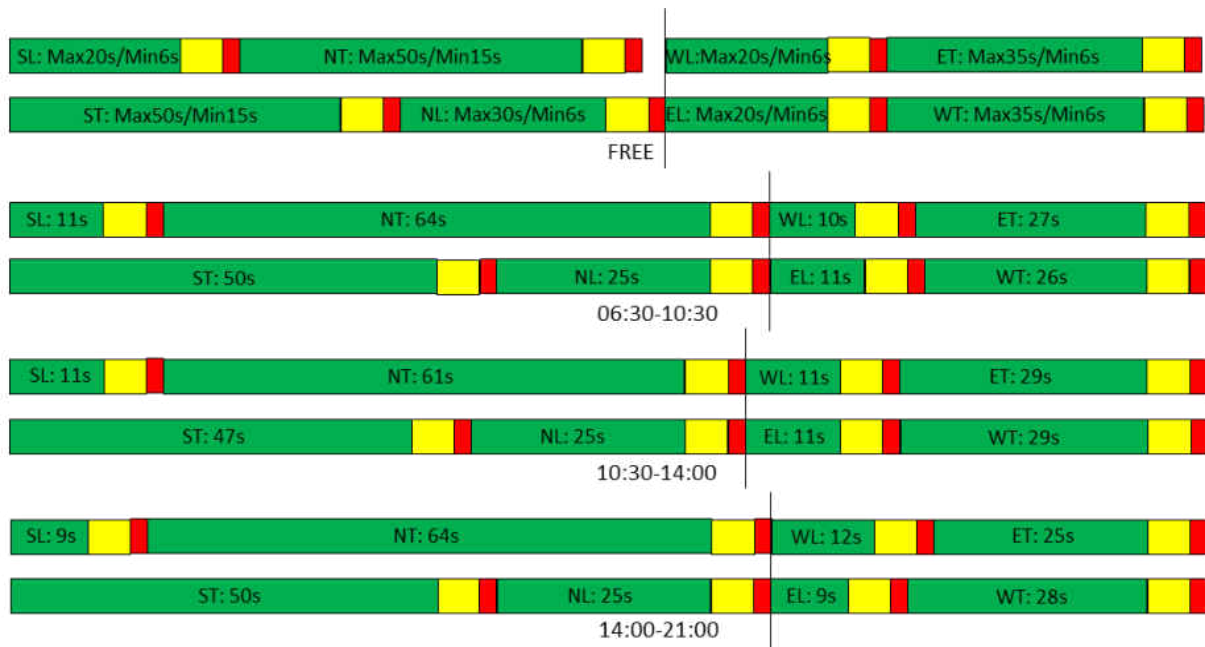 SL: Max20s/Min6s NT: Max50s/Min15s WL:Max20s/Min6s ET: Max35s/Min6s
ST: Max50s/Min15s NL: Max30s/Min6s EL: Max20s/Min6s WT: Max35s/Min6s
FREE
SL: 11s NT: 64s WL: 10s ET: 27s
ST: 50s NL: 25s EL: 11s WT: 26s
06:30-10:30
SL: 11s NT: 61s WL: 11s ET: 29s
ST: 47s NL: 25s EL: 11s WT: 29s
10:30-14:00
SL: 9s NT: 64s WL: 12s ET: 25s
ST: 50s NL: 25s EL: 9s WT: 28s
14:00-21:00